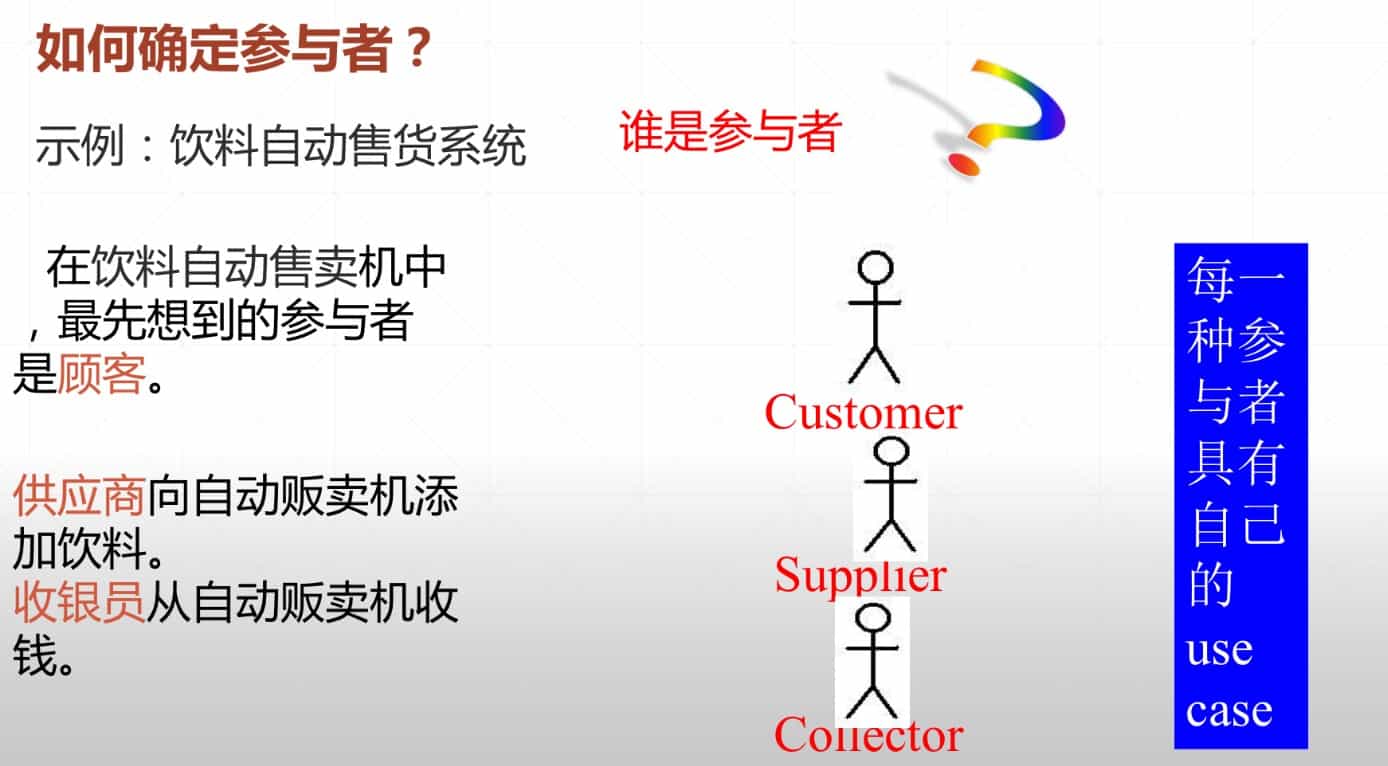 如何确定参与者？
示例：饮料自动售货系统
谁是参与者
在饮料自动售卖机中
，最先想到的参与者
是顾客。
供应商向自动贩卖机添
加饮料。
收银员从自动贩卖机收
钱。
Customer
Supplier
Collector
每一
种参
与者
具有
自己
的
use
case